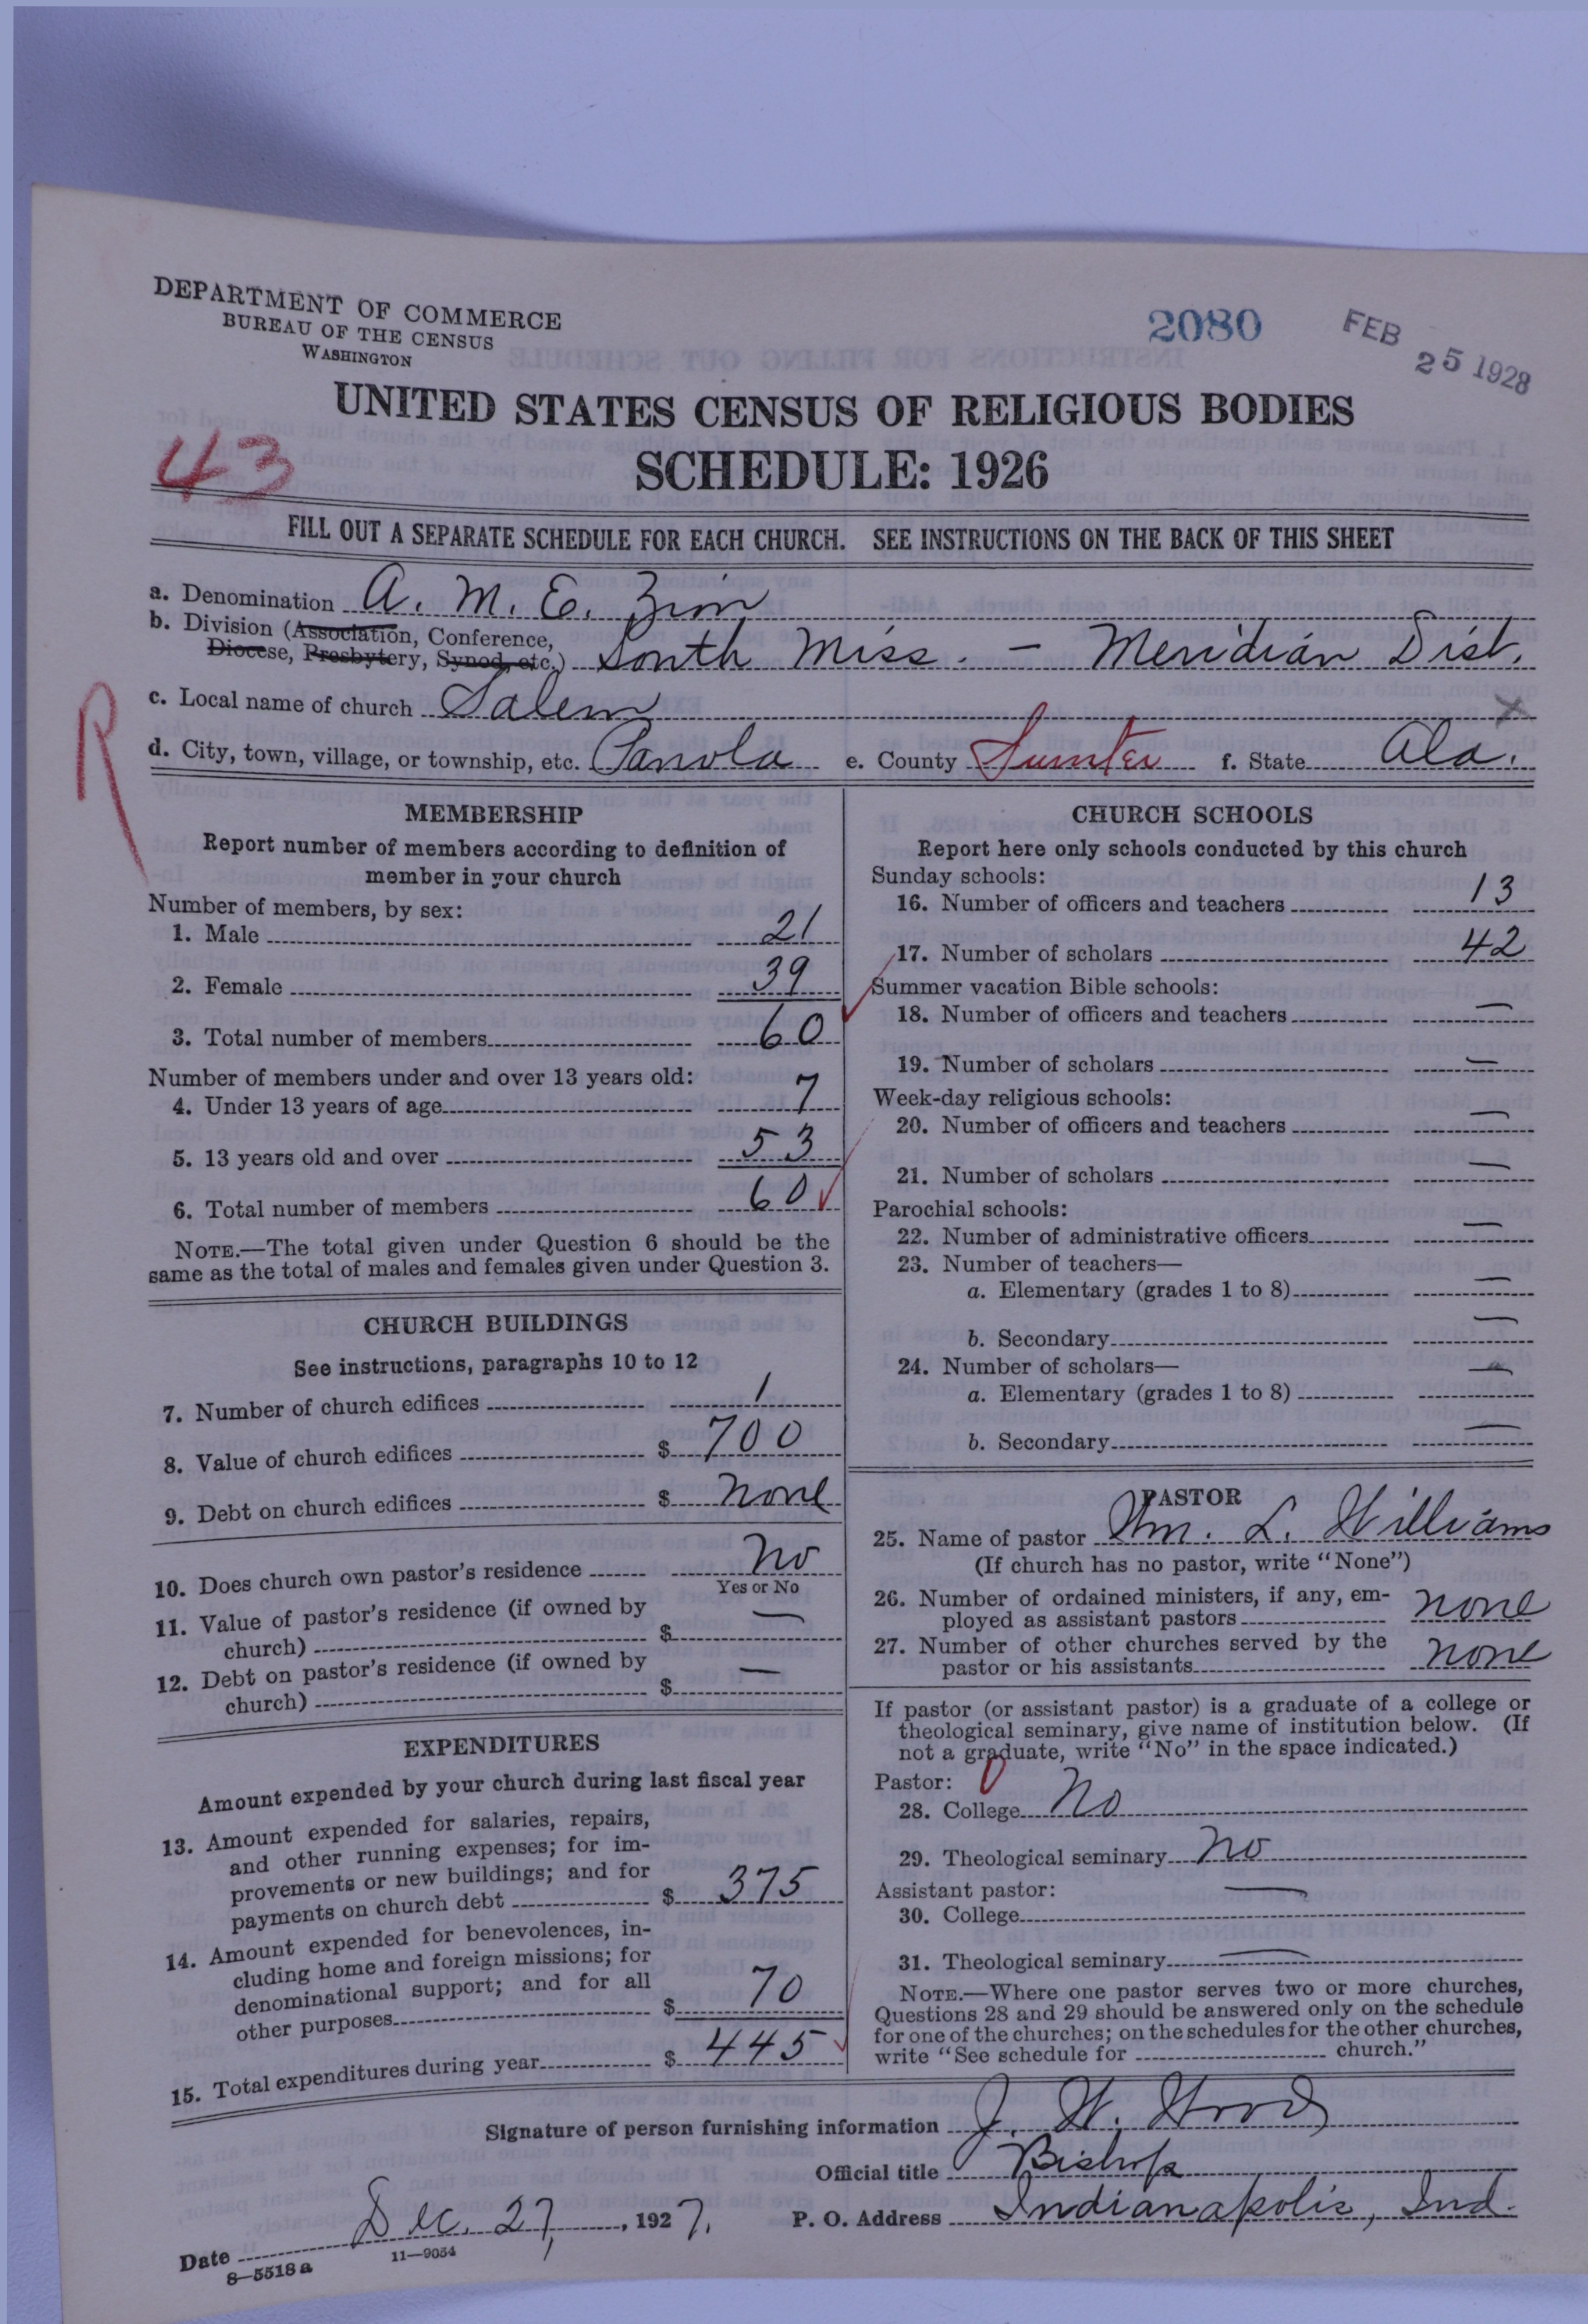 DEPARTMENT OF COMMERCE
BUREAU OF THE CENSUS
WASHINGTON
2080
FEB 25 1928
UNITED STATES CENSUS OF RELIGIOUS BODIES
43
SCHEDULE: 1926
FILL OUT A SEPARATE SCHEDULE FOR EACH CHURCH. SEE INSTRUCTIONS ON THE BACK OF THIS SHEET
a. Denomination A. M. E. Zion
b. Division (Association, Conference,
Diocese, Presbytery, Synod, etc.) South Miss. - Meridian Dist.
R
c. Local name of church Salem X
d. City, town, village, or township, etc. Panola e. County Sumter f. State Ala.
MEMBERSHIP
Report number of members according to definition of
member in your church
Number of members, by sex:
1. Male 21
2. Female 39
3. Total number of members 60
Number of members under and over 13 years old:
4. Under 13 years of age 7
5. 13 years old and over 53
6. Total number of members 60
NOTE.—The total given under Question 6 should be the
same as the total of males and females given under Question 3.
CHURCH BUILDINGS
See instructions, paragraphs 10 to 12
7. Number of church edifices 1
8. Value of church edifices $ 700
9. Debt on church edifices $ none
10. Does church own pastor's residence no
Yes or No
11. Value of pastor's residence (if owned by
church) $ —
12. Debt on pastor's residence (if owned by
church) $ —
EXPENDITURES
Amount expended by your church during last fiscal year
13. Amount expended for salaries, repairs,
and other running expenses; for im-
provements or new buildings; and for
payments on church debt $ 375
14. Amount expended for benevolences, in-
cluding home and foreign missions; for
denominational support; and for all
other purposes $ 70
15. Total expenditures during year $ 445
CHURCH SCHOOLS
Report here only schools conducted by this church
Sunday schools:
16. Number of officers and teachers 13
17. Number of scholars 42
Summer vacation Bible schools:
18. Number of officers and teachers —
19. Number of scholars —
Week-day religious schools:
20. Number of officers and teachers —
21. Number of scholars —
Parochial schools:
22. Number of administrative officers —
23. Number of teachers—
a. Elementary (grades 1 to 8) —
b. Secondary —
24. Number of scholars—
a. Elementary (grades 1 to 8) —
b. Secondary —
PASTOR
25. Name of pastor Wm. L. Williams
(If church has no pastor, write "None")
26. Number of ordained ministers, if any, em-
ployed as assistant pastors none
27. Number of other churches served by the
pastor or his assistants none
If pastor (or assistant pastor) is a graduate of a college or
theological seminary, give name of institution below. (If
not a graduate, write "No" in the space indicated.)
Pastor: 0
28. College No
29. Theological seminary No
Assistant pastor:
30. College —
31. Theological seminary —
NOTE.—Where one pastor serves two or more churches,
Questions 28 and 29 should be answered only on the schedule
for one of the churches; on the schedules for the other churches,
write "See schedule for church."
Signature of person furnishing information J. W. Wood
Official title Bishop
Date Dec. 27, 1927. P. O. Address Indianapolis, Ind.
8—5518a 11—9054